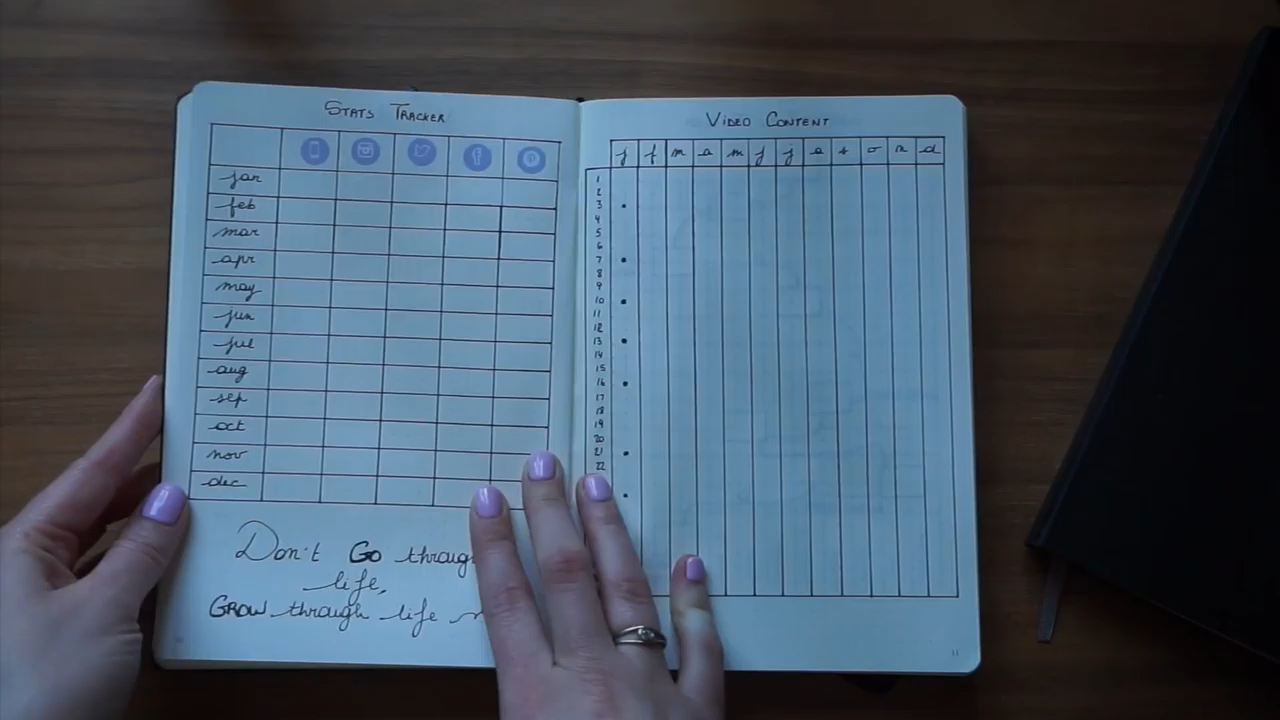 STATS TRACKER
jan
feb
mar
apr
may
jun
jul
aug
sep
oct
nov
dec
Don't Go through
life,
GROW through life
VIDEO CONTENT
j f m a m j j a s o n d
1
2
3
4
5
6
7
8
9
10
11
12
13
14
15
16
17
18
19
20
21
22
11